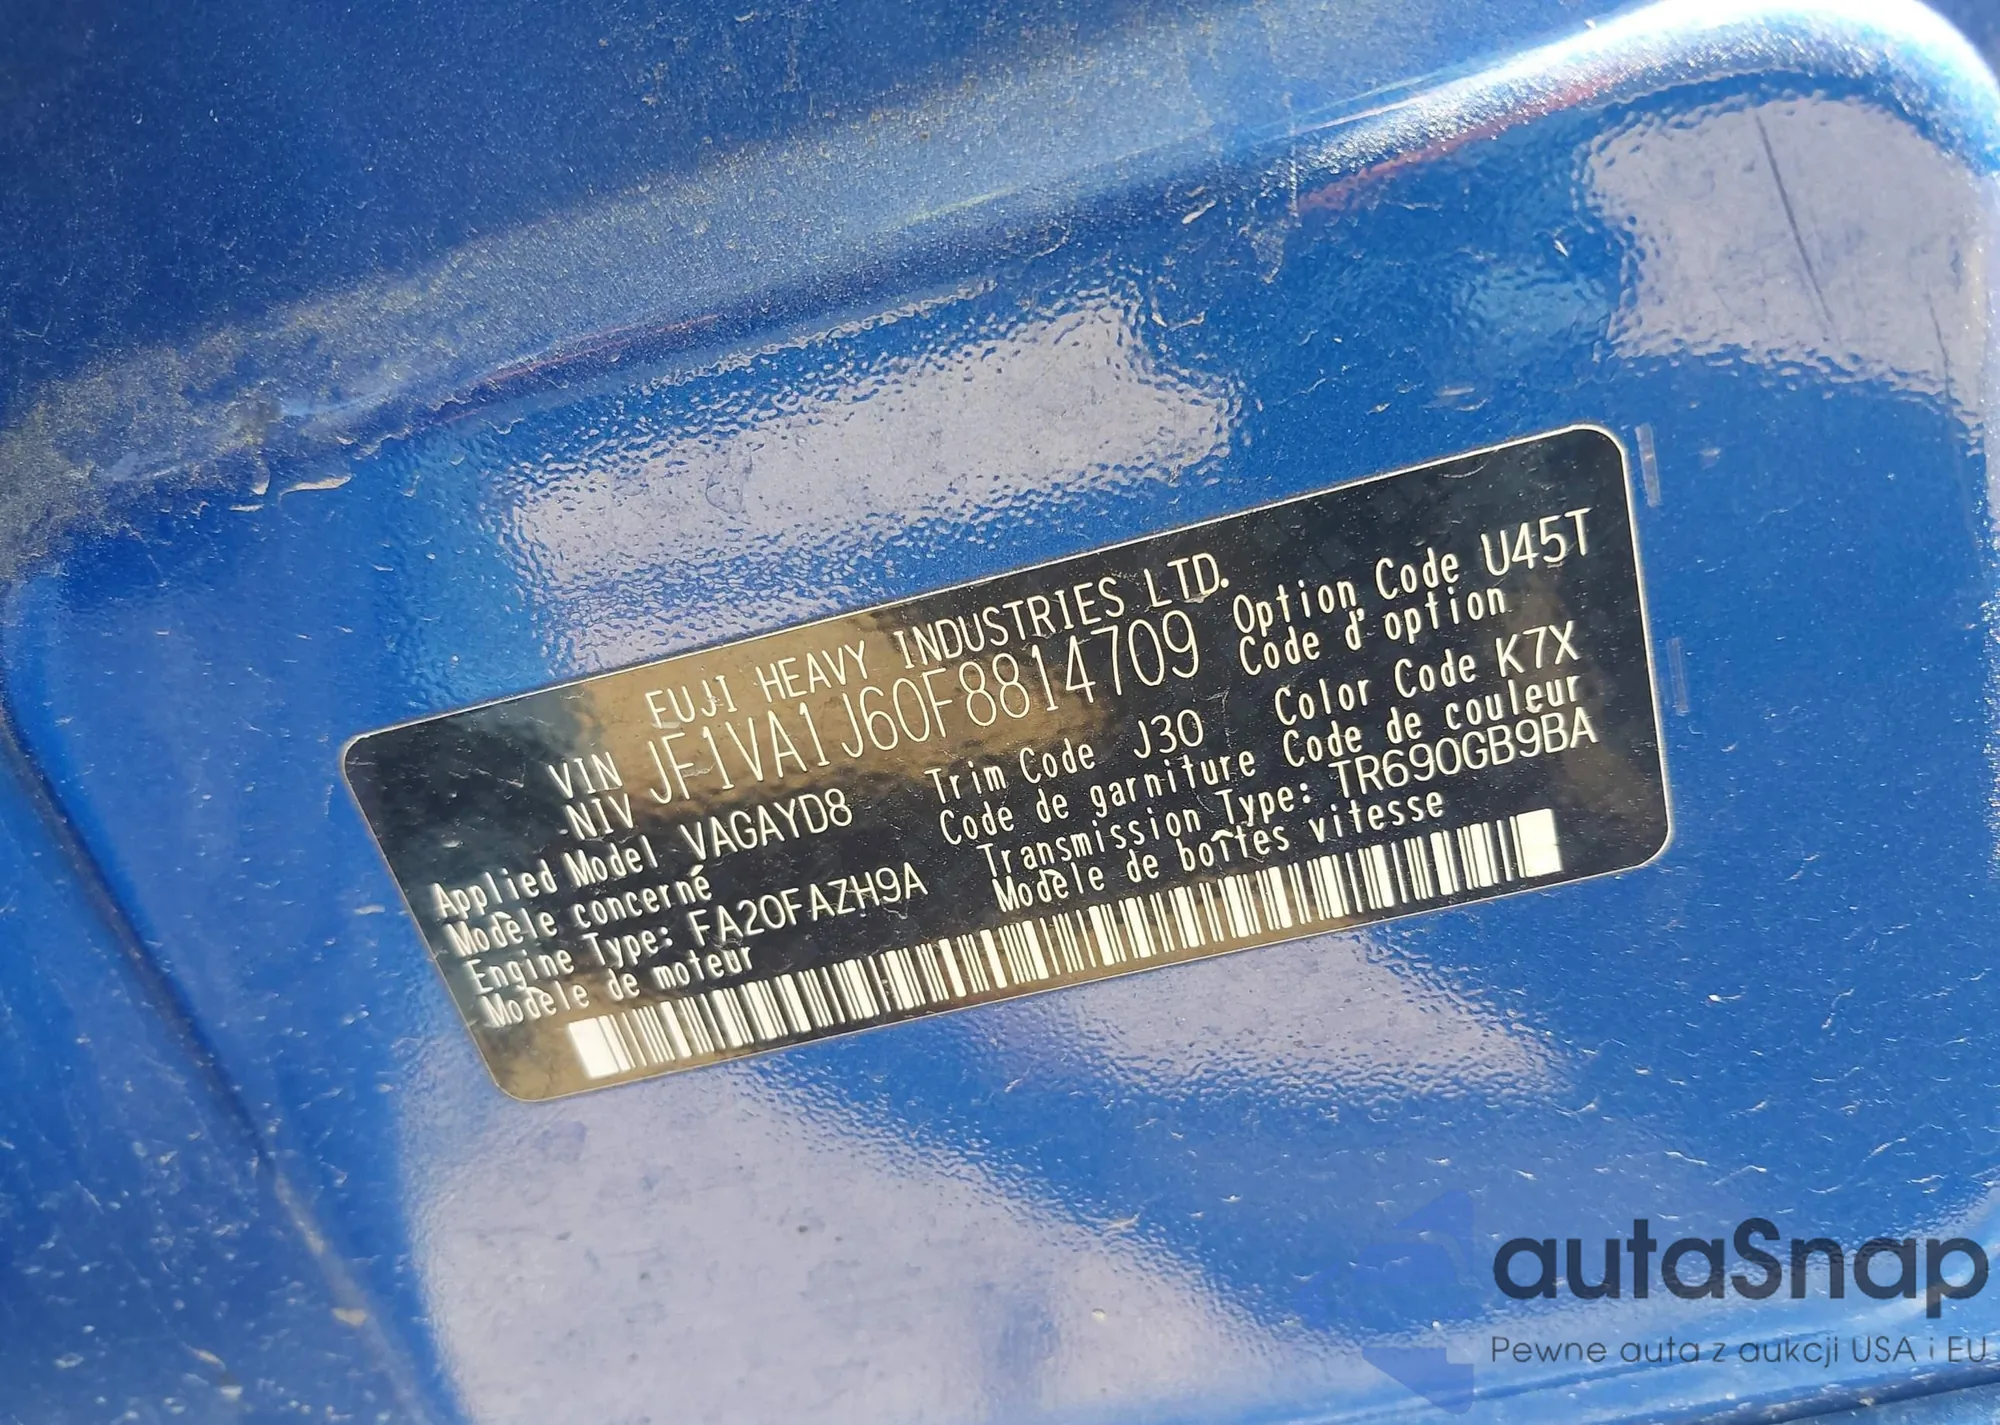 FUJI HEAVY INDUSTRIES LTD.
VIN JF1VA1J60F8814709
NIV
Option Code U45T
Code d'option
Applied Model VAGAYD8
Modèle concerné
Trim Code J30
Code de garniture
Color Code K7X
Code de couleur
Engine Type: FA20FAZH9A
Modèle de moteur
Transmission Type: TR690GB9BA
Modèle de boîtes vitesse
autaSnap
Pewne auta z aukcji USA i EU